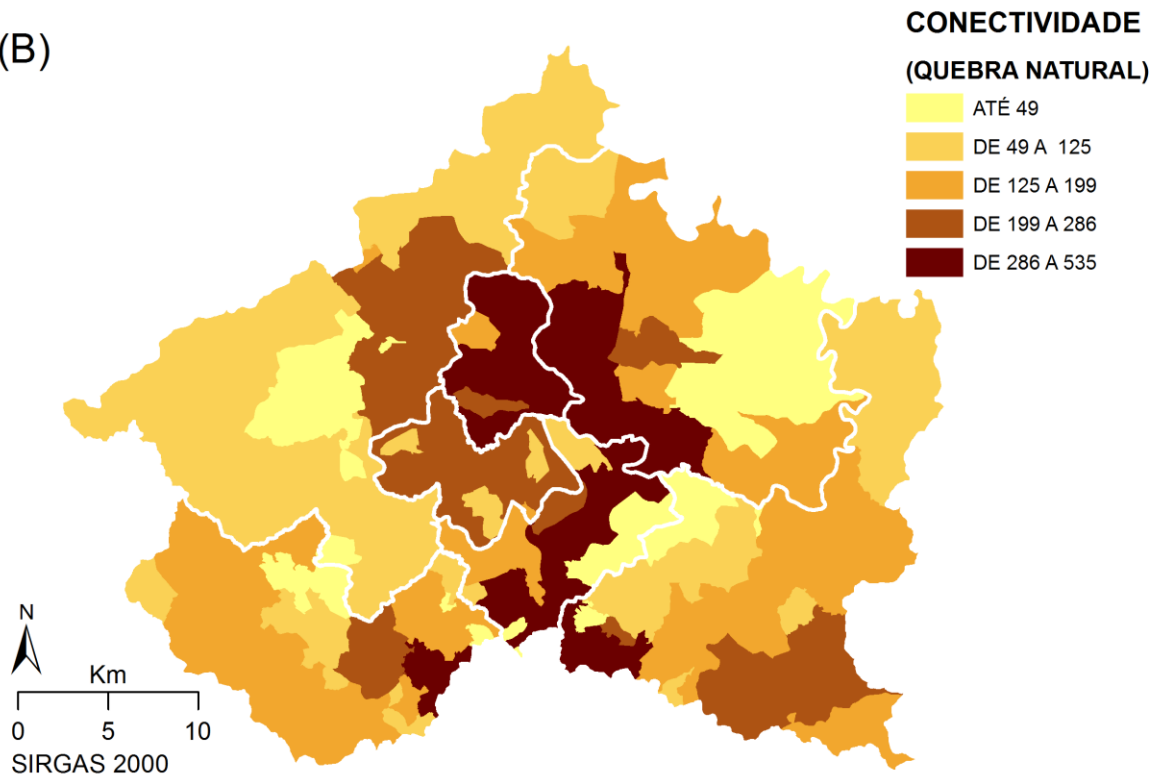 (B)
CONECTIVIDADE
(QUEBRA NATURAL)
ATÉ 49
DE 49 A 125
DE 125 A 199
DE 199 A 286
DE 286 A 535
N
Km
0 5 10
SIRGAS 2000